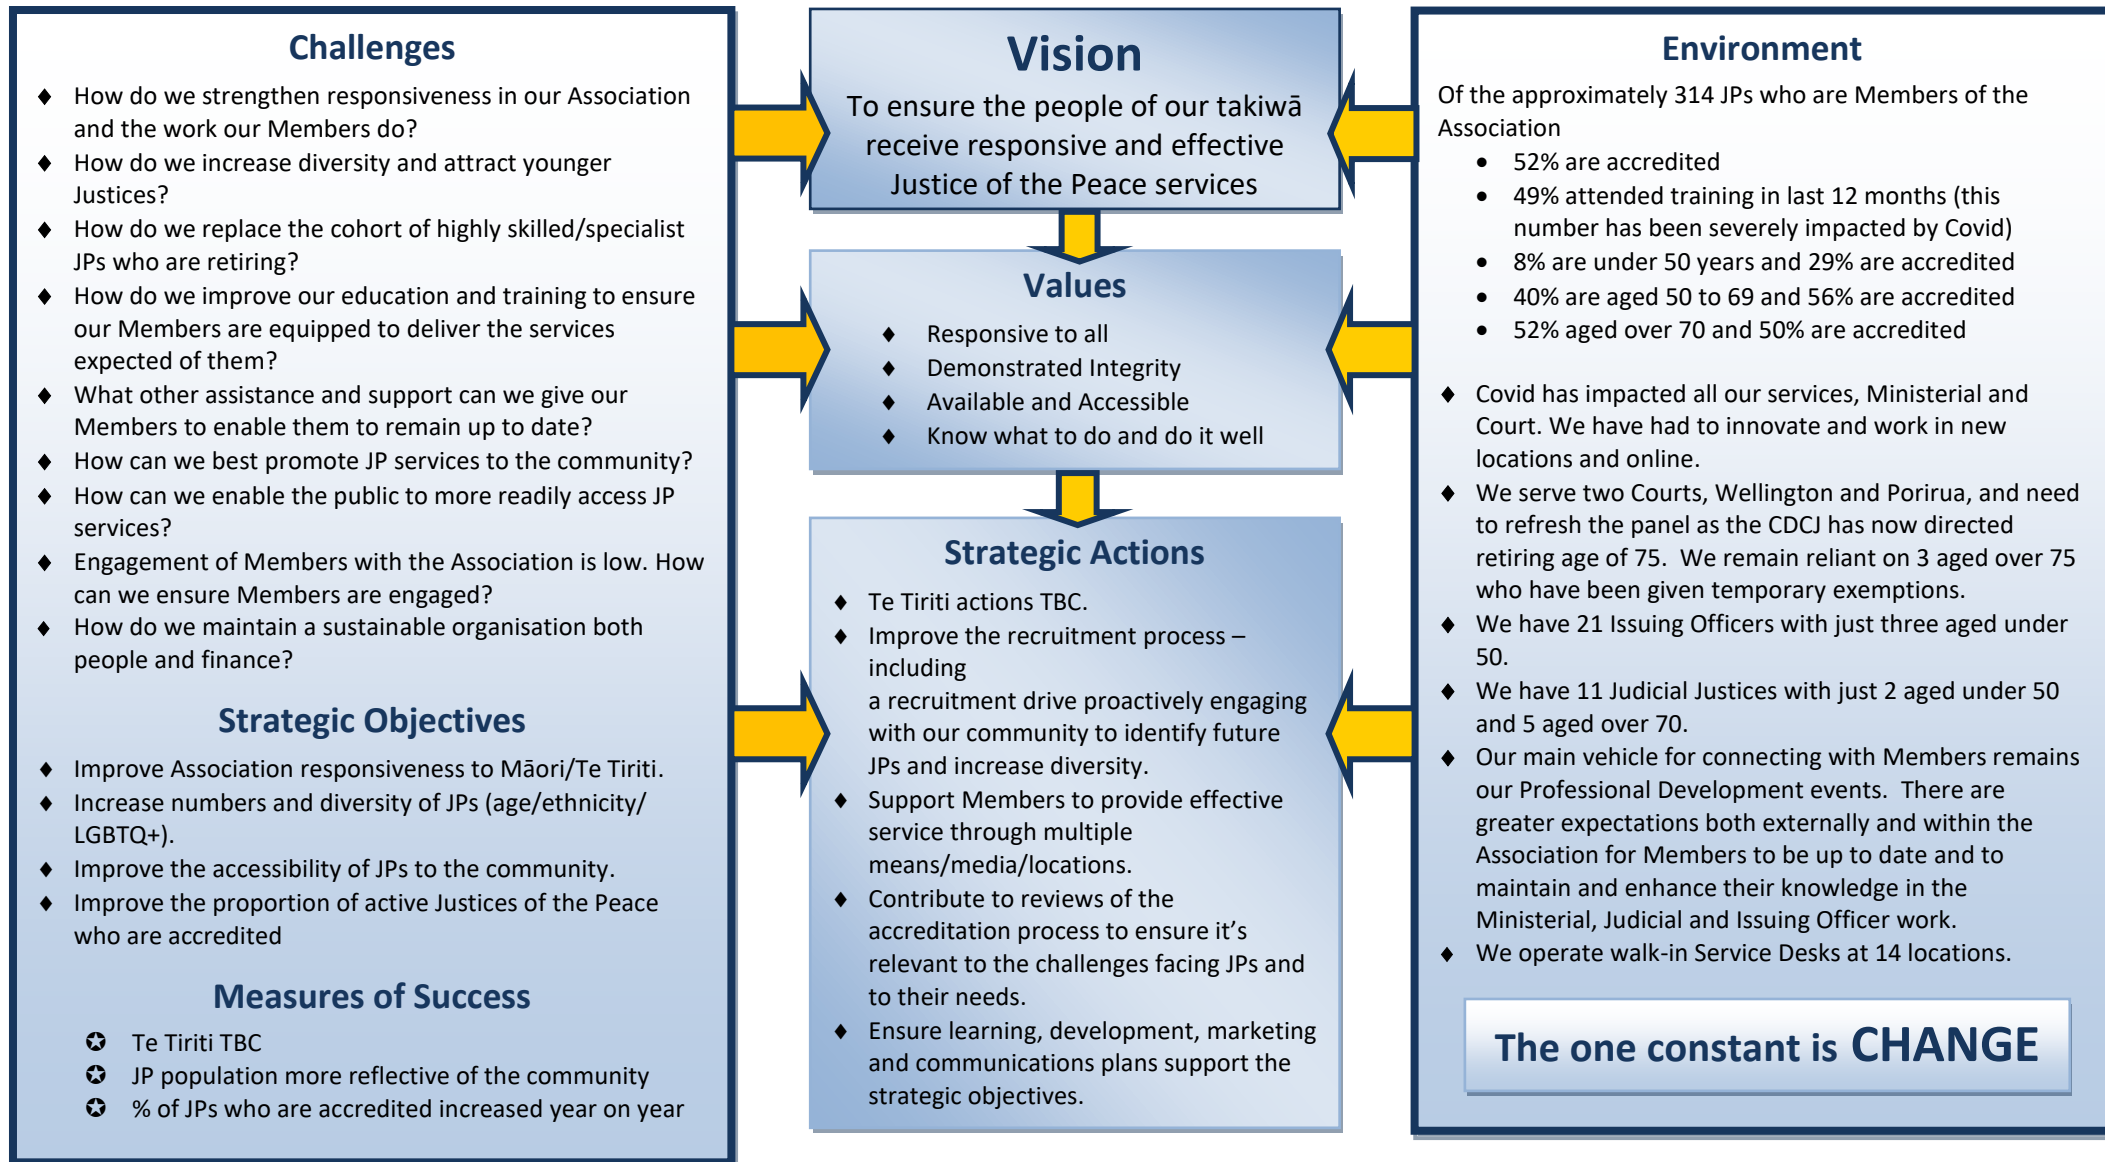 Challenges
♦ How do we strengthen responsiveness in our Association
and the work our Members do?
♦ How do we increase diversity and attract younger
Justices?
♦ How do we replace the cohort of highly skilled/specialist
JPs who are retiring?
♦ How do we improve our education and training to ensure
our Members are equipped to deliver the services
expected of them?
♦ What other assistance and support can we give our
Members to enable them to remain up to date?
♦ How can we best promote JP services to the community?
♦ How can we enable the public to more readily access JP
services?
♦ Engagement of Members with the Association is low. How
can we ensure Members are engaged?
♦ How do we maintain a sustainable organisation both
people and finance?
Strategic Objectives
♦ Improve Association responsiveness to Māori/Te Tiriti.
♦ Increase numbers and diversity of JPs (age/ethnicity/
LGBTQ+).
♦ Improve the accessibility of JPs to the community.
♦ Improve the proportion of active Justices of the Peace
who are accredited
Measures of Success
✪ Te Tiriti TBC
✪ JP population more reflective of the community
✪ % of JPs who are accredited increased year on year
Vision
To ensure the people of our takiwā
receive responsive and effective
Justice of the Peace services
Values
♦ Responsive to all
♦ Demonstrated Integrity
♦ Available and Accessible
♦ Know what to do and do it well
Strategic Actions
♦ Te Tiriti actions TBC.
♦ Improve the recruitment process –
including
a recruitment drive proactively engaging
with our community to identify future
JPs and increase diversity.
♦ Support Members to provide effective
service through multiple
means/media/locations.
♦ Contribute to reviews of the
accreditation process to ensure it’s
relevant to the challenges facing JPs and
to their needs.
♦ Ensure learning, development, marketing
and communications plans support the
strategic objectives.
Environment
Of the approximately 314 JPs who are Members of the
Association
• 52% are accredited
• 49% attended training in last 12 months (this
number has been severely impacted by Covid)
• 8% are under 50 years and 29% are accredited
• 40% are aged 50 to 69 and 56% are accredited
• 52% aged over 70 and 50% are accredited
♦ Covid has impacted all our services, Ministerial and
Court. We have had to innovate and work in new
locations and online.
♦ We serve two Courts, Wellington and Porirua, and need
to refresh the panel as the CDCJ has now directed
retiring age of 75. We remain reliant on 3 aged over 75
who have been given temporary exemptions.
♦ We have 21 Issuing Officers with just three aged under
50.
♦ We have 11 Judicial Justices with just 2 aged under 50
and 5 aged over 70.
♦ Our main vehicle for connecting with Members remains
our Professional Development events. There are
greater expectations both externally and within the
Association for Members to be up to date and to
maintain and enhance their knowledge in the
Ministerial, Judicial and Issuing Officer work.
♦ We operate walk-in Service Desks at 14 locations.
The one constant is CHANGE